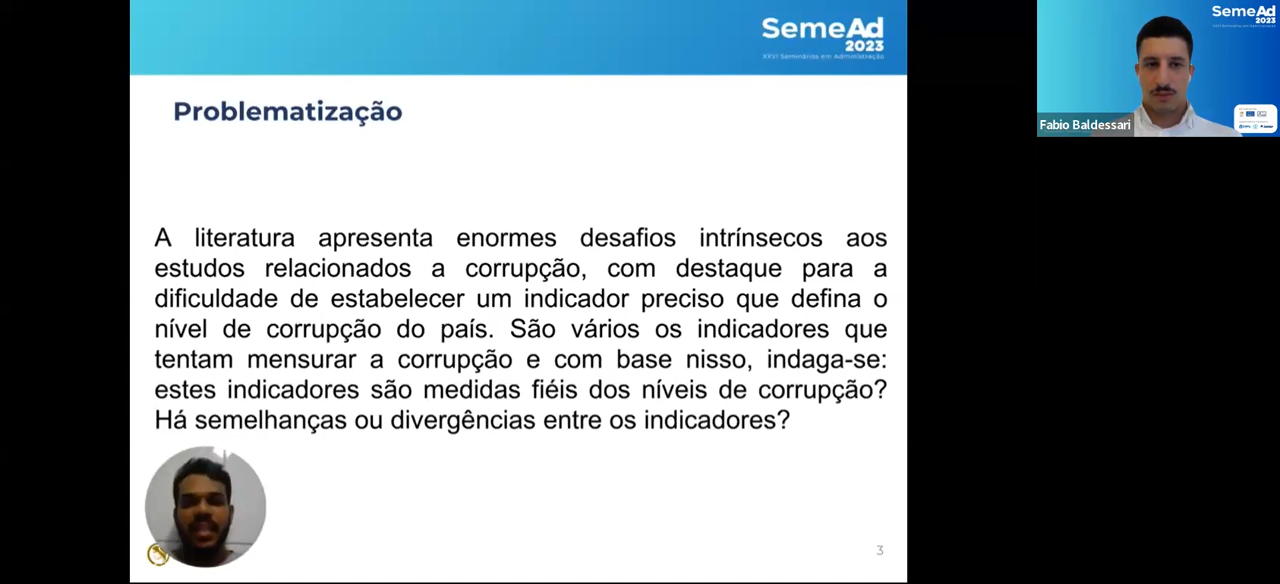 SemeAd
2023
XXVI Seminários em Administração
Problematização
A literatura apresenta enormes desafios intrínsecos aos
estudos relacionados a corrupção, com destaque para a
dificuldade de estabelecer um indicador preciso que defina o
nível de corrupção do país. São vários os indicadores que
tentam mensurar a corrupção e com base nisso, indaga-se:
estes indicadores são medidas fiéis dos níveis de corrupção?
Há semelhanças ou divergências entre os indicadores?
3
SemeAd
2023
Fabio Baldessari